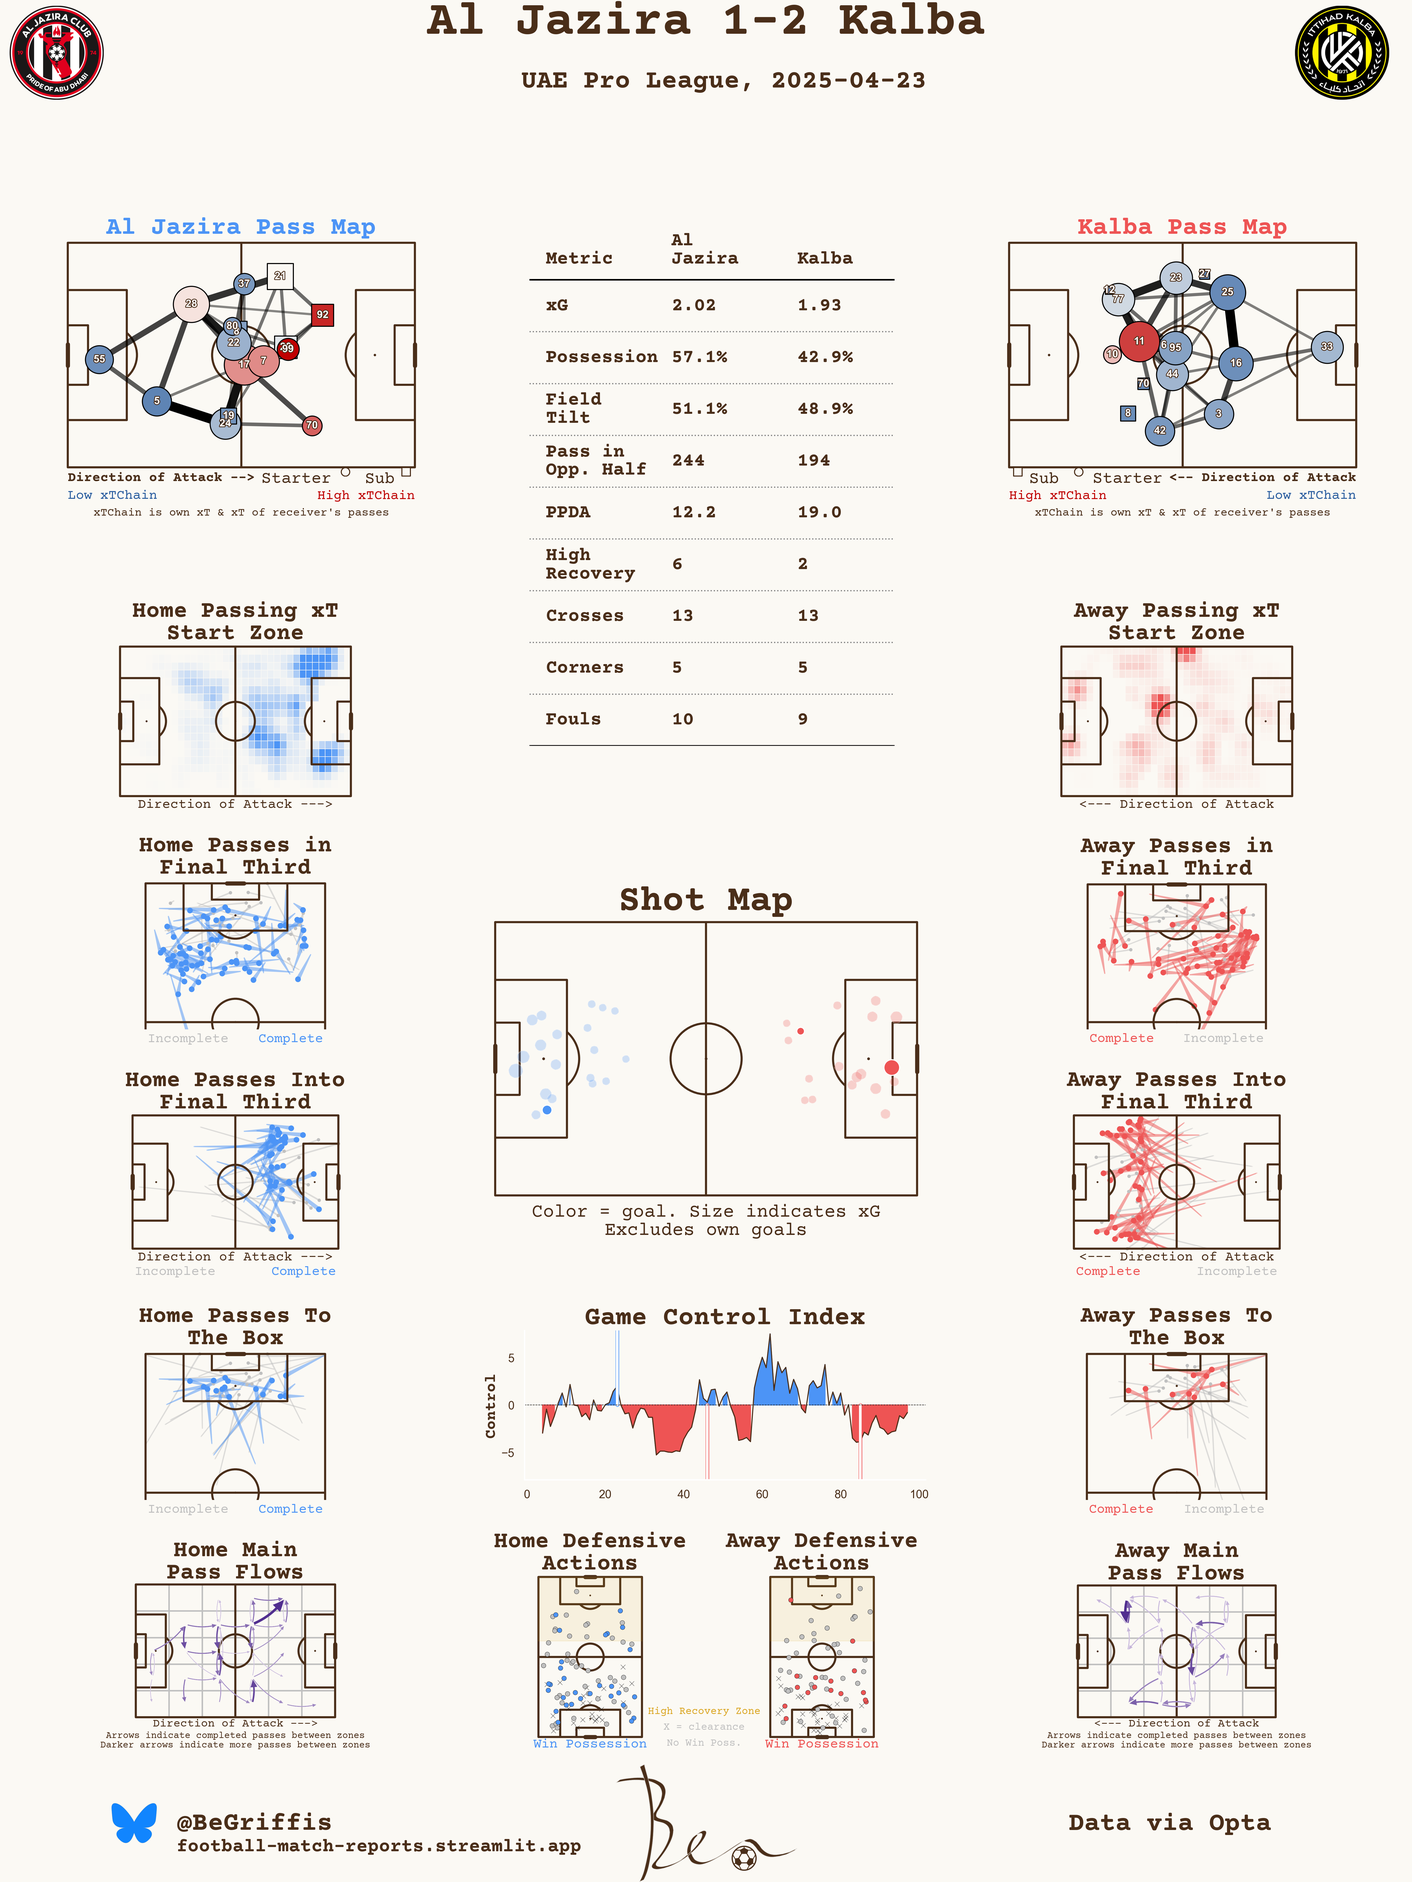 Al Jazira 1-2 Kalba
UAE Pro League, 2025-04-23
AL JAZIRA CLUB
PRIDE OF ABU DHABI
ITTIHAD KALBA
1971
اتحاد كلباء
Al Jazira Pass Map
28
37
21
92
80
22
99
17
7
55
5
19
24
70
Direction of Attack --> Starter Sub
Low xTChain High xTChain
xTChain is own xT & xT of receiver's passes
Metric Al Jazira Kalba
xG 2.02 1.93
Possession 57.1% 42.9%
Field Tilt 51.1% 48.9%
Pass in Opp. Half 244 194
PPDA 12.2 19.0
High Recovery 6 2
Crosses 13 13
Corners 5 5
Fouls 10 9
Kalba Pass Map
23
27
12
77
25
11
6
95
10
16
33
44
70
8
3
42
Sub Starter <-- Direction of Attack
High xTChain Low xTChain
xTChain is own xT & xT of receiver's passes
Home Passing xT
Start Zone
Direction of Attack --->
Away Passing xT
Start Zone
<--- Direction of Attack
Home Passes in
Final Third
Incomplete Complete
Shot Map
Color = goal. Size indicates xG
Excludes own goals
Away Passes in
Final Third
Complete Incomplete
Home Passes Into
Final Third
Direction of Attack --->
Incomplete Complete
Away Passes Into
Final Third
<--- Direction of Attack
Complete Incomplete
Home Passes To
The Box
Incomplete Complete
Game Control Index
Control
5
0
−5
0 20 40 60 80 100
Away Passes To
The Box
Complete Incomplete
Home Main
Pass Flows
Direction of Attack --->
Arrows indicate completed passes between zones
Darker arrows indicate more passes between zones
Home Defensive
Actions
Win Possession
High Recovery Zone
X = clearance
No Win Poss.
Away Defensive
Actions
Win Possession
Away Main
Pass Flows
<--- Direction of Attack
Arrows indicate completed passes between zones
Darker arrows indicate more passes between zones
@BeGriffis
football-match-reports.streamlit.app
Ben
Data via Opta